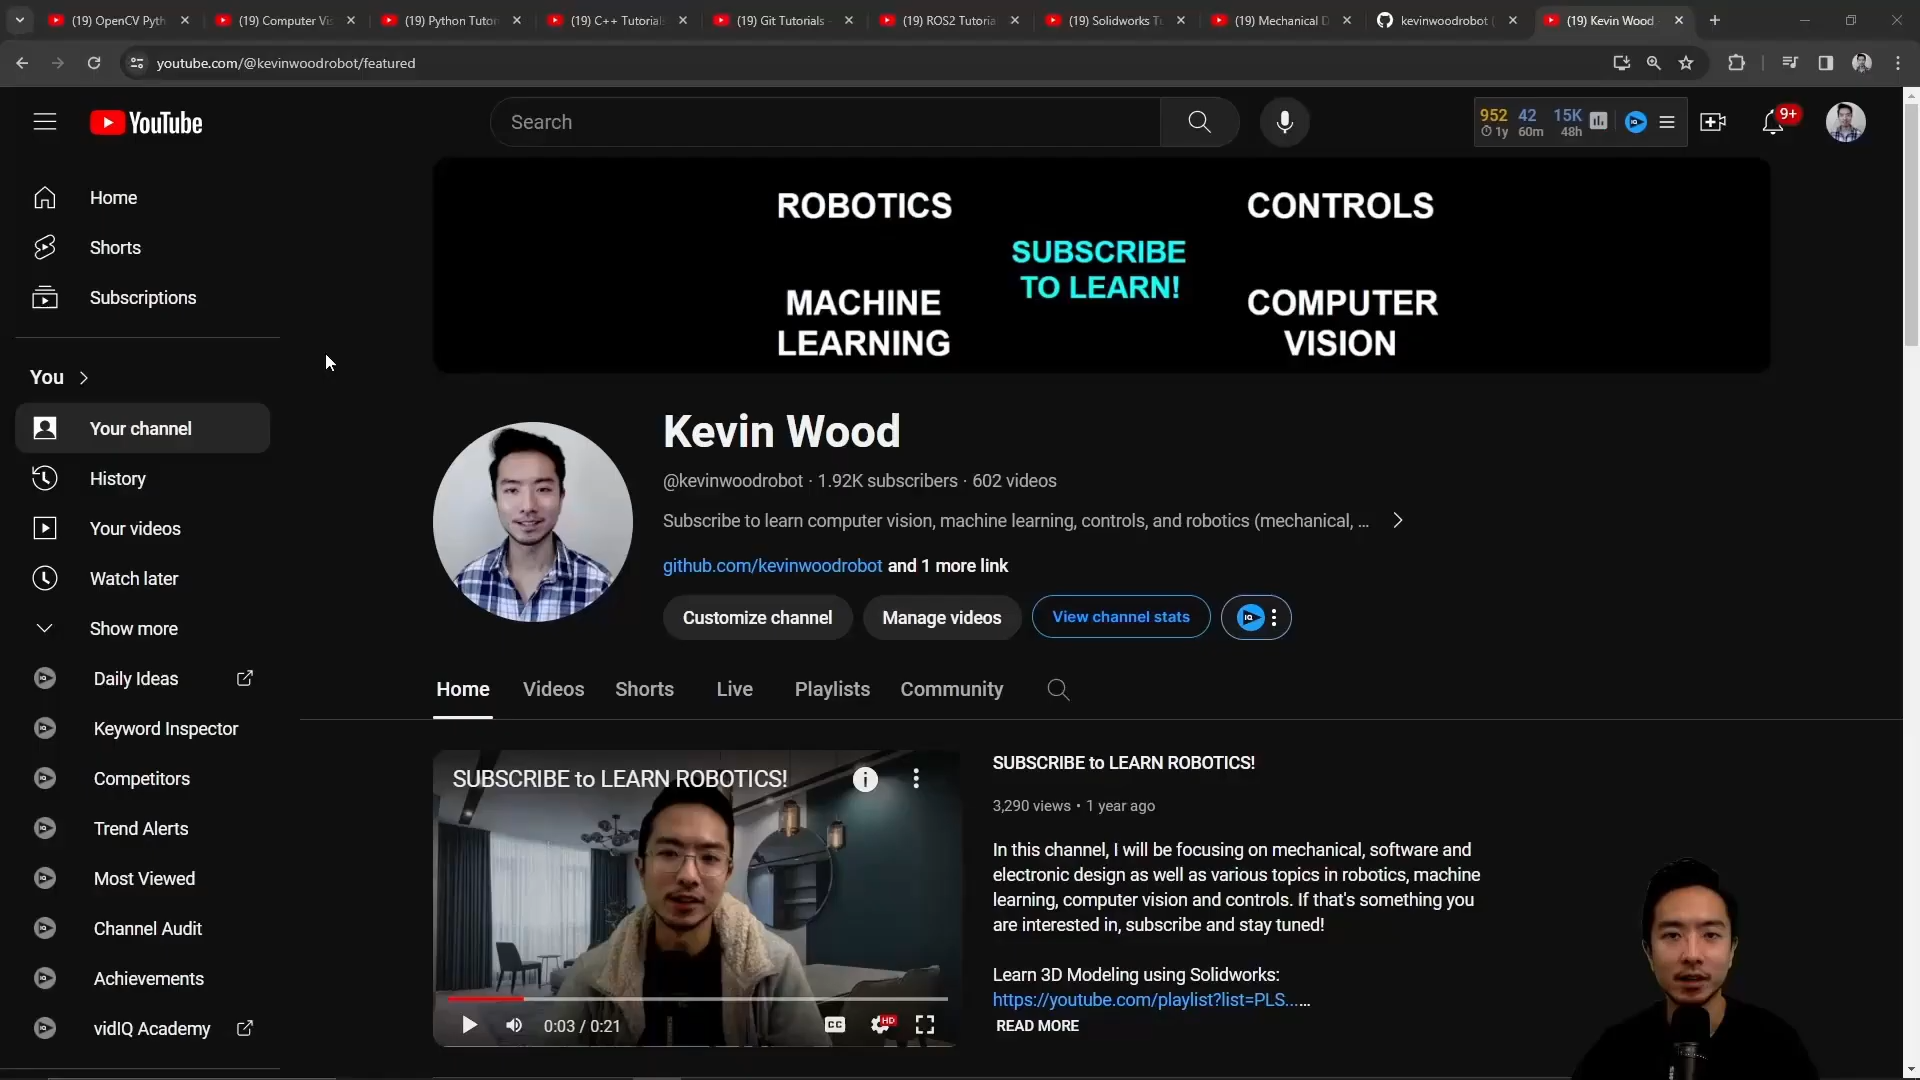 (19) OpenCV Pyth
(19) Computer Vis
(19) Python Tutor
(19) C++ Tutorials
(19) Git Tutorials -
(19) ROS2 Tutoria
(19) Solidworks Tu
(19) Mechanical D
kevinwoodrobot (
(19) Kevin Wood -
youtube.com/@kevinwoodrobot/featured
YouTube
Search
952 42 15K
1y 60m 48h
9+
Home
Shorts
Subscriptions
You
Your channel
History
Your videos
Watch later
Show more
Daily Ideas
Keyword Inspector
Competitors
Trend Alerts
Most Viewed
Channel Audit
Achievements
vidIQ Academy
ROBOTICS
CONTROLS
SUBSCRIBE
TO LEARN!
MACHINE
LEARNING
COMPUTER
VISION
Kevin Wood
@kevinwoodrobot · 1.92K subscribers · 602 videos
Subscribe to learn computer vision, machine learning, controls, and robotics (mechanical, ...
github.com/kevinwoodrobot and 1 more link
Customize channel
Manage videos
View channel stats
Home
Videos
Shorts
Live
Playlists
Community
SUBSCRIBE to LEARN ROBOTICS!
0:03 / 0:21
CC
HD
SUBSCRIBE to LEARN ROBOTICS!
3,290 views • 1 year ago
In this channel, I will be focusing on mechanical, software and
electronic design as well as various topics in robotics, machine
learning, computer vision and controls. If that's something you
are interested in, subscribe and stay tuned!
Learn 3D Modeling using Solidworks:
https://youtube.com/playlist?list=PLS......
READ MORE